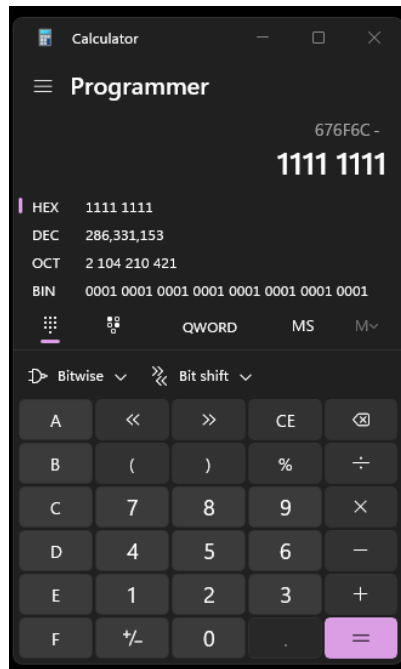 Calculator
Programmer
676F6C -
1111 1111
HEX 1111 1111
DEC 286,331,153
OCT 2 104 210 421
BIN 0001 0001 0001 0001 0001 0001 0001 0001
QWORD MS M
Bitwise Bit shift
A << >> CE
B ( ) % ÷
C 7 8 9 ×
D 4 5 6 −
E 1 2 3 +
F +/− 0 . =